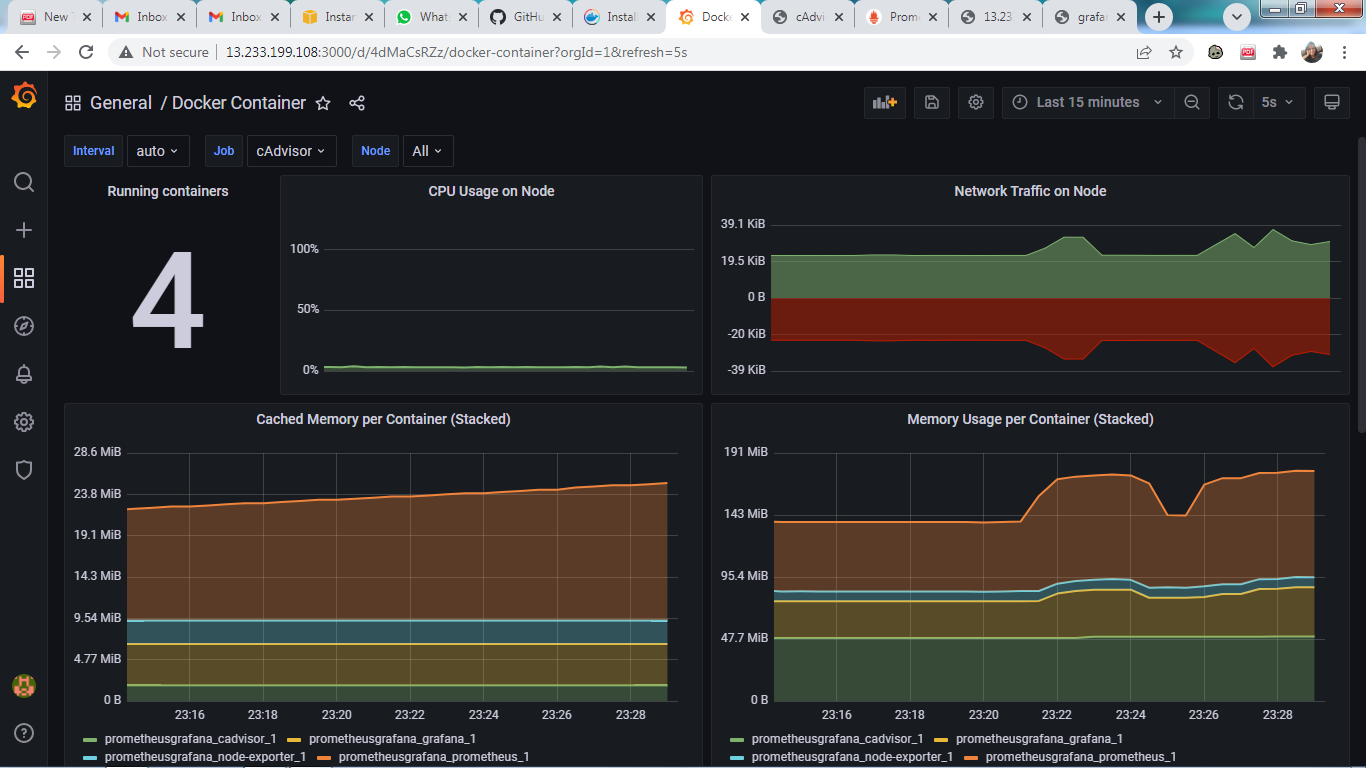 New T
Inbox
Inbox
Instan
Whats
GitHu
Install
Docke
cAdvi
Prom
13.23
grafan
Not secure
13.233.199.108:3000/d/4dMaCsRZz/docker-container?orgId=1&refresh=5s
General / Docker Container
Last 15 minutes
5s
Interval auto Job cAdvisor Node All
Running containers
4
CPU Usage on Node
100%
50%
0%
Network Traffic on Node
39.1 KiB
19.5 KiB
0 B
-20 KiB
-39 KiB
Cached Memory per Container (Stacked)
28.6 MiB
23.8 MiB
19.1 MiB
14.3 MiB
9.54 MiB
4.77 MiB
0 B
23:16 23:18 23:20 23:22 23:24 23:26 23:28
prometheusgrafana_cadvisor_1 prometheusgrafana_grafana_1
prometheusgrafana_node-exporter_1 prometheusgrafana_prometheus_1
Memory Usage per Container (Stacked)
191 MiB
143 MiB
95.4 MiB
47.7 MiB
0 B
23:16 23:18 23:20 23:22 23:24 23:26 23:28
prometheusgrafana_cadvisor_1 prometheusgrafana_grafana_1
prometheusgrafana_node-exporter_1 prometheusgrafana_prometheus_1